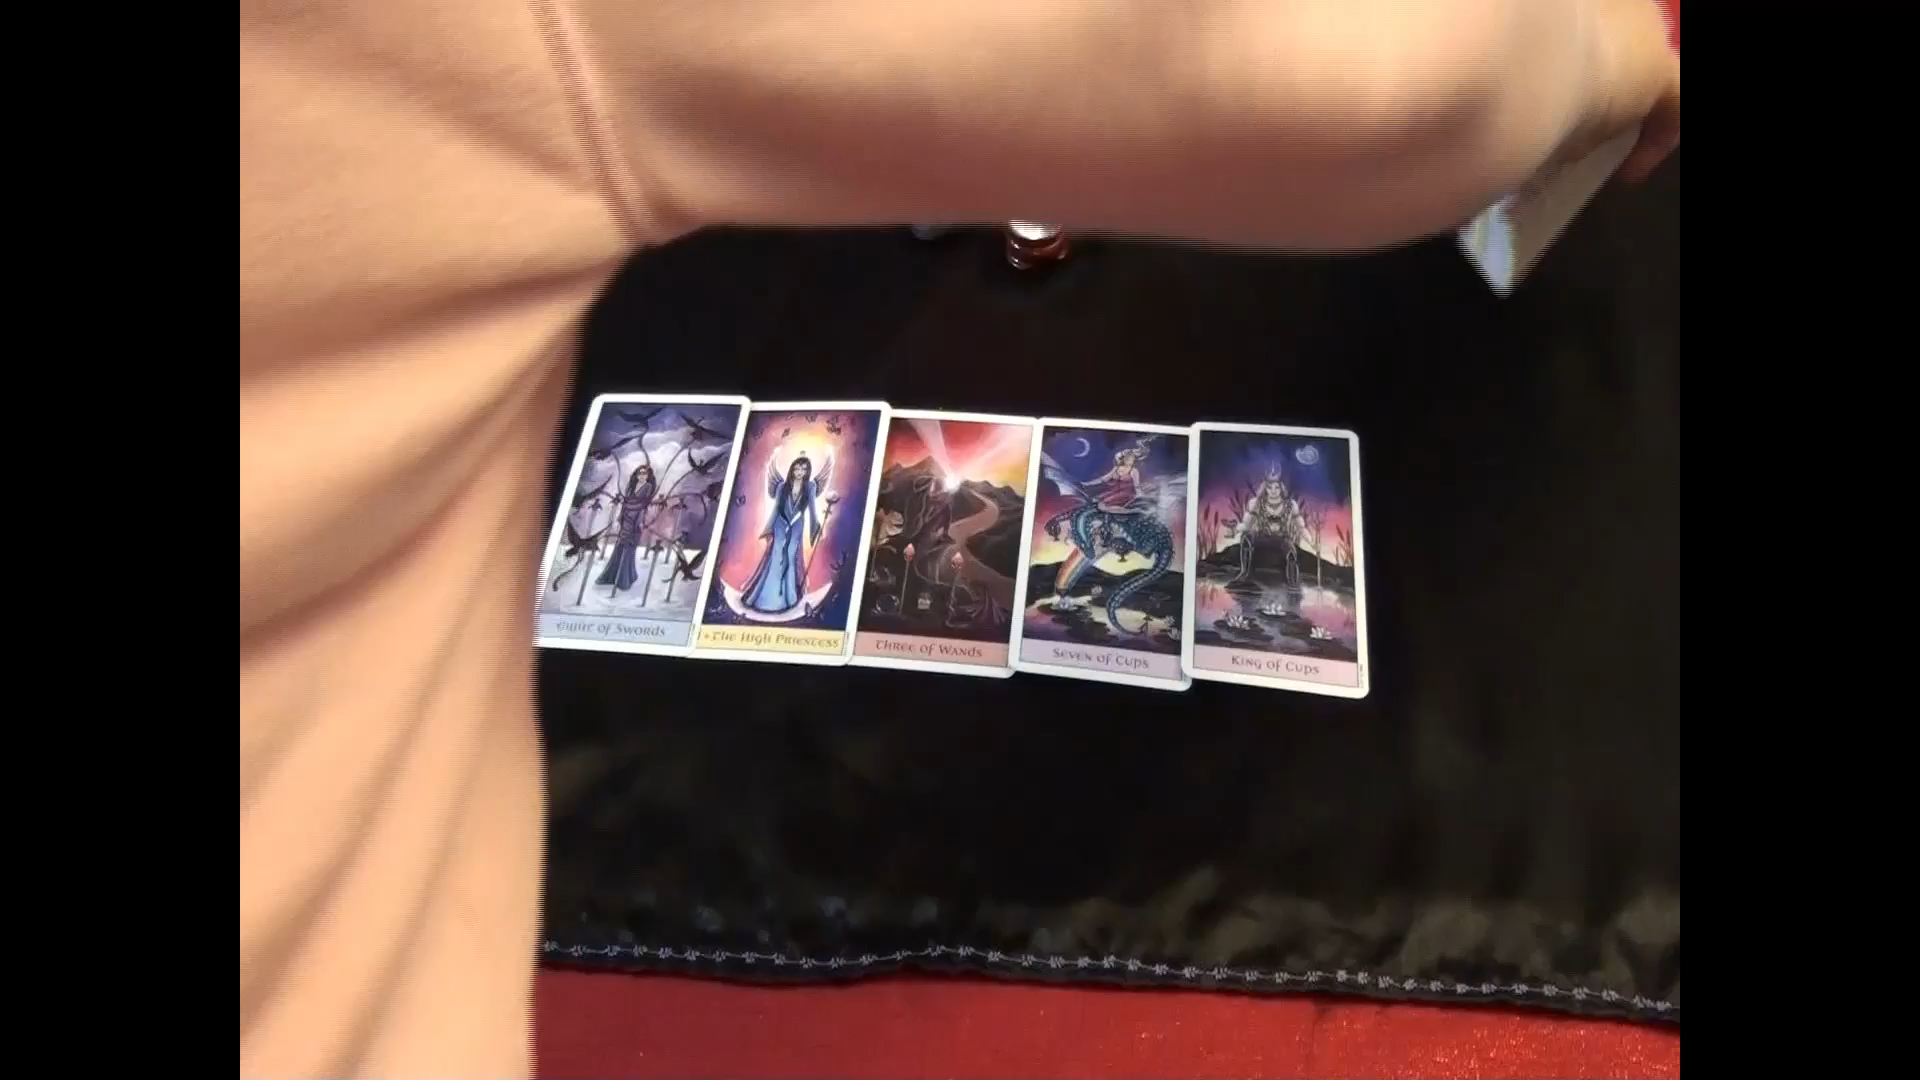 Eight of Swords
The High Priestess
Three of Wands
Seven of Cups
King of Cups